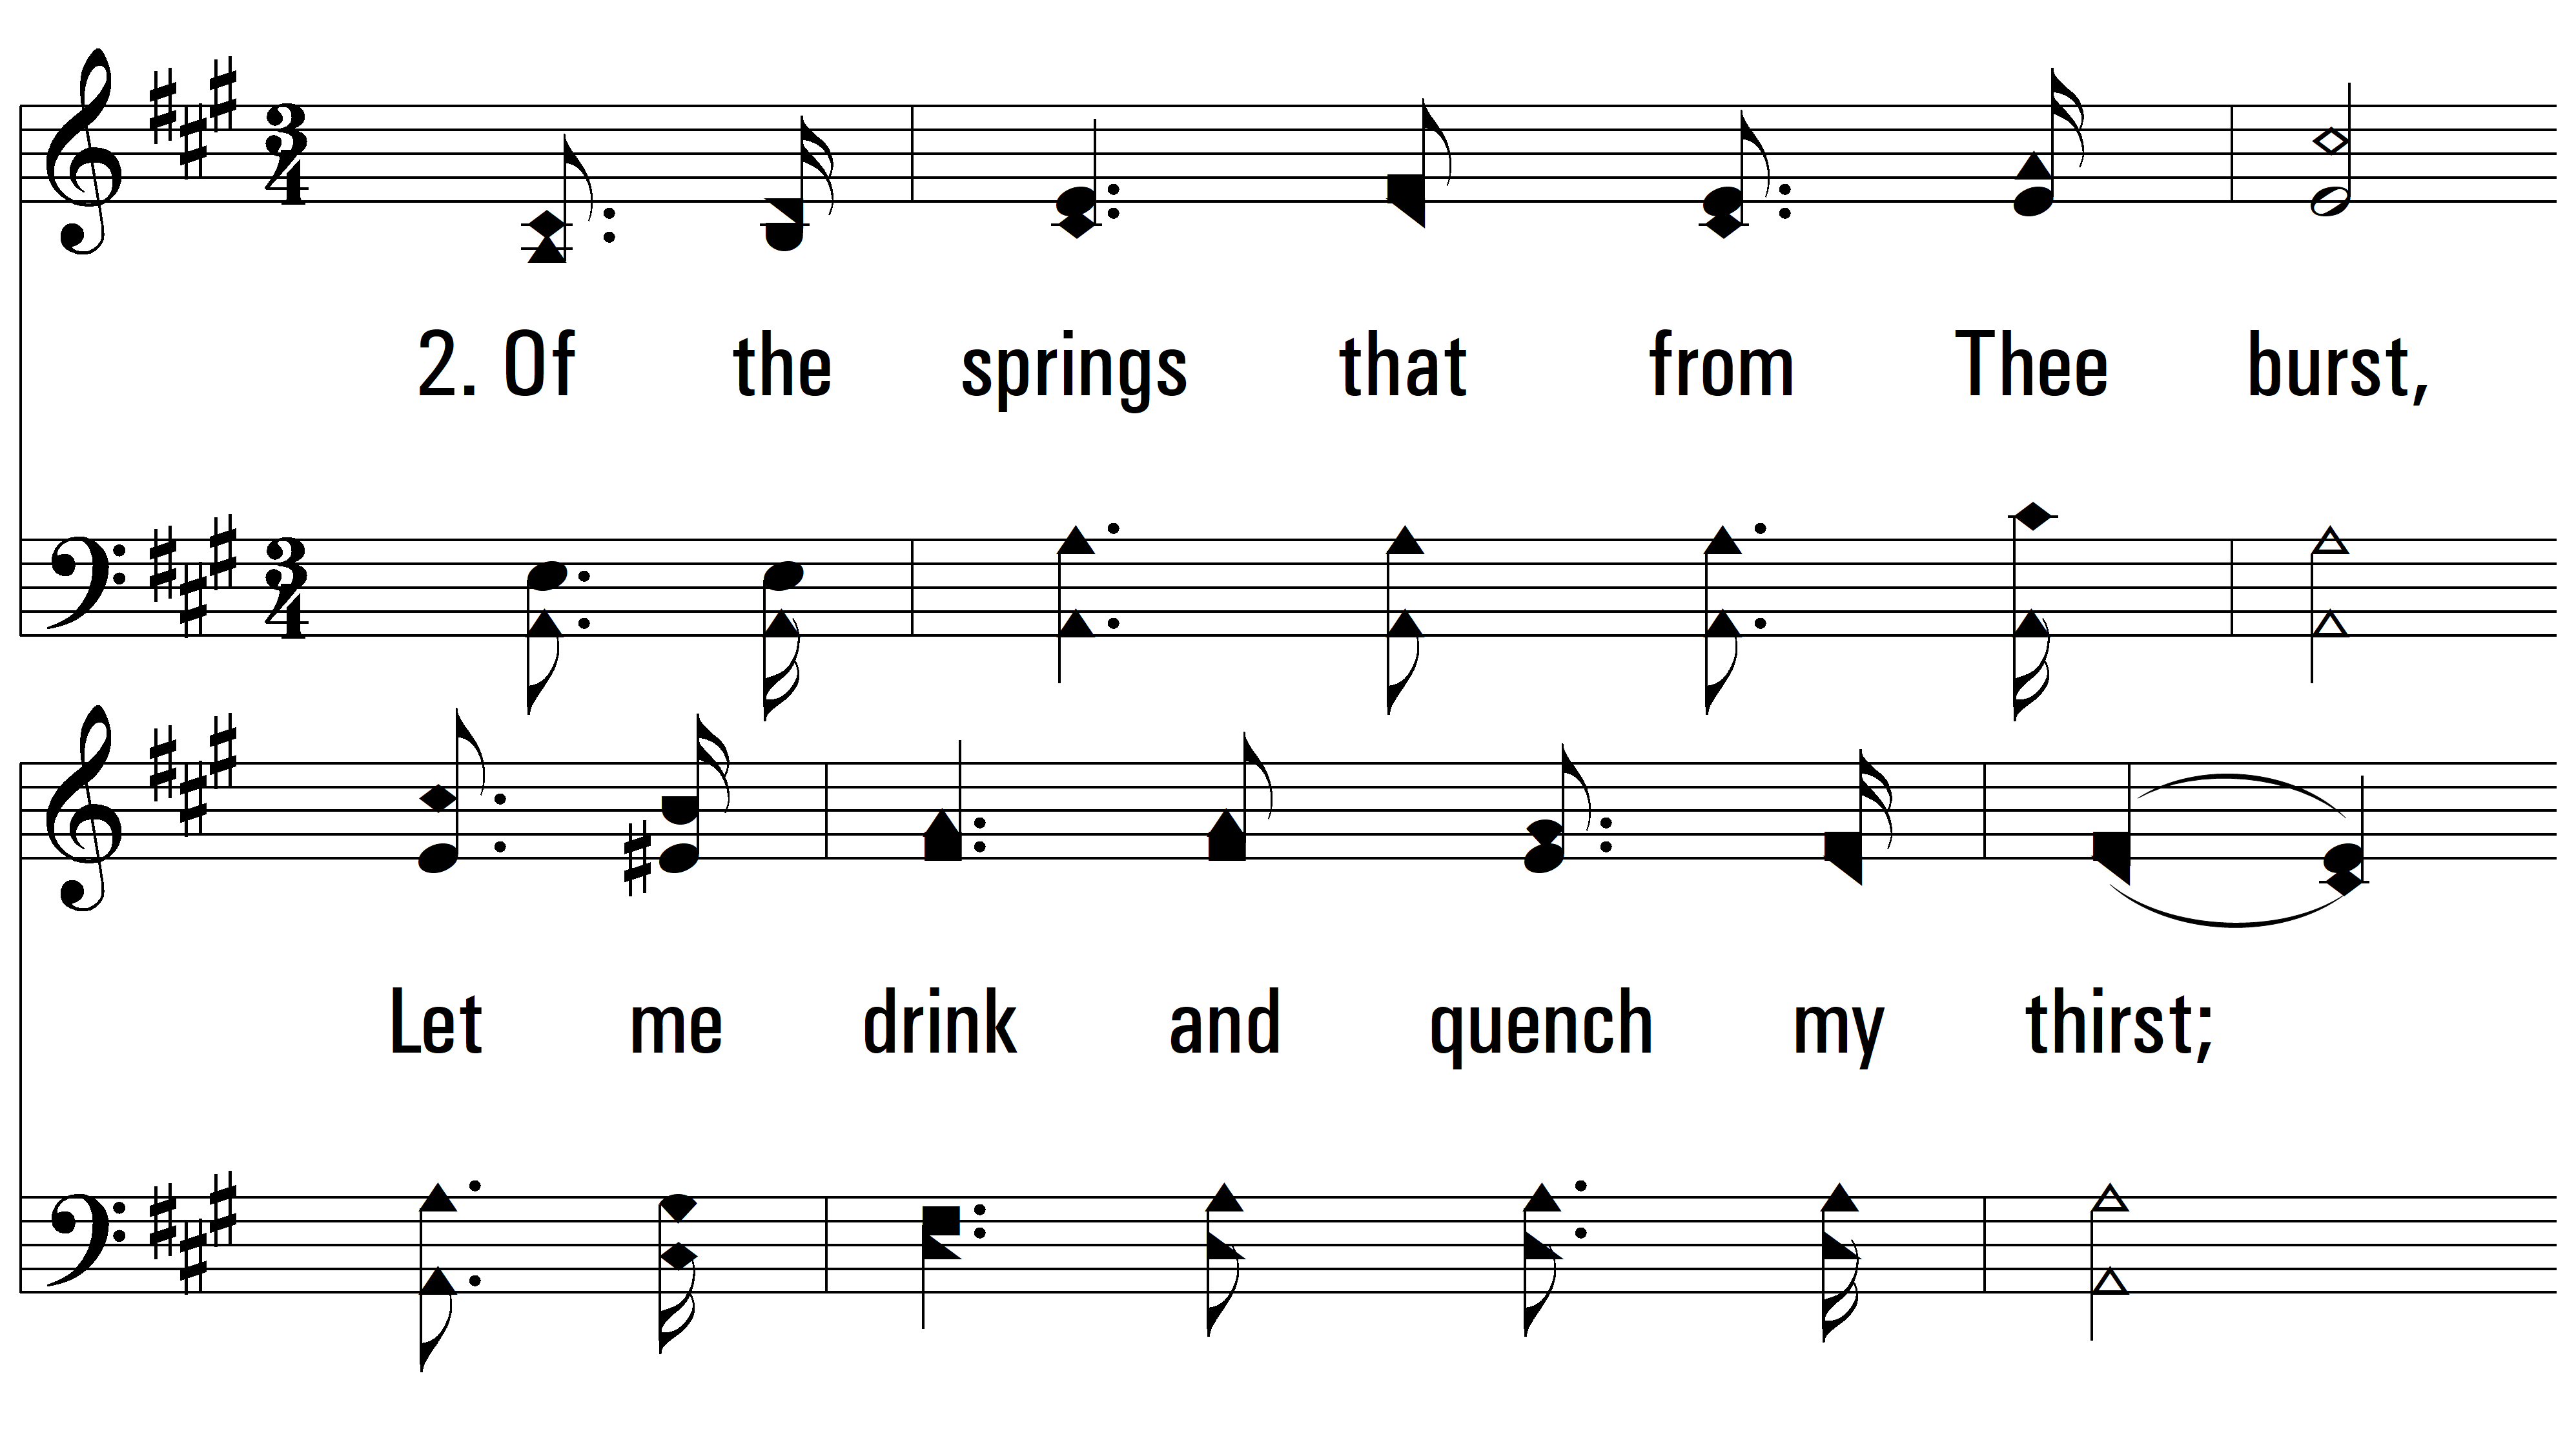 2. Of the springs that from Thee burst,
Let me drink and quench my thirst;